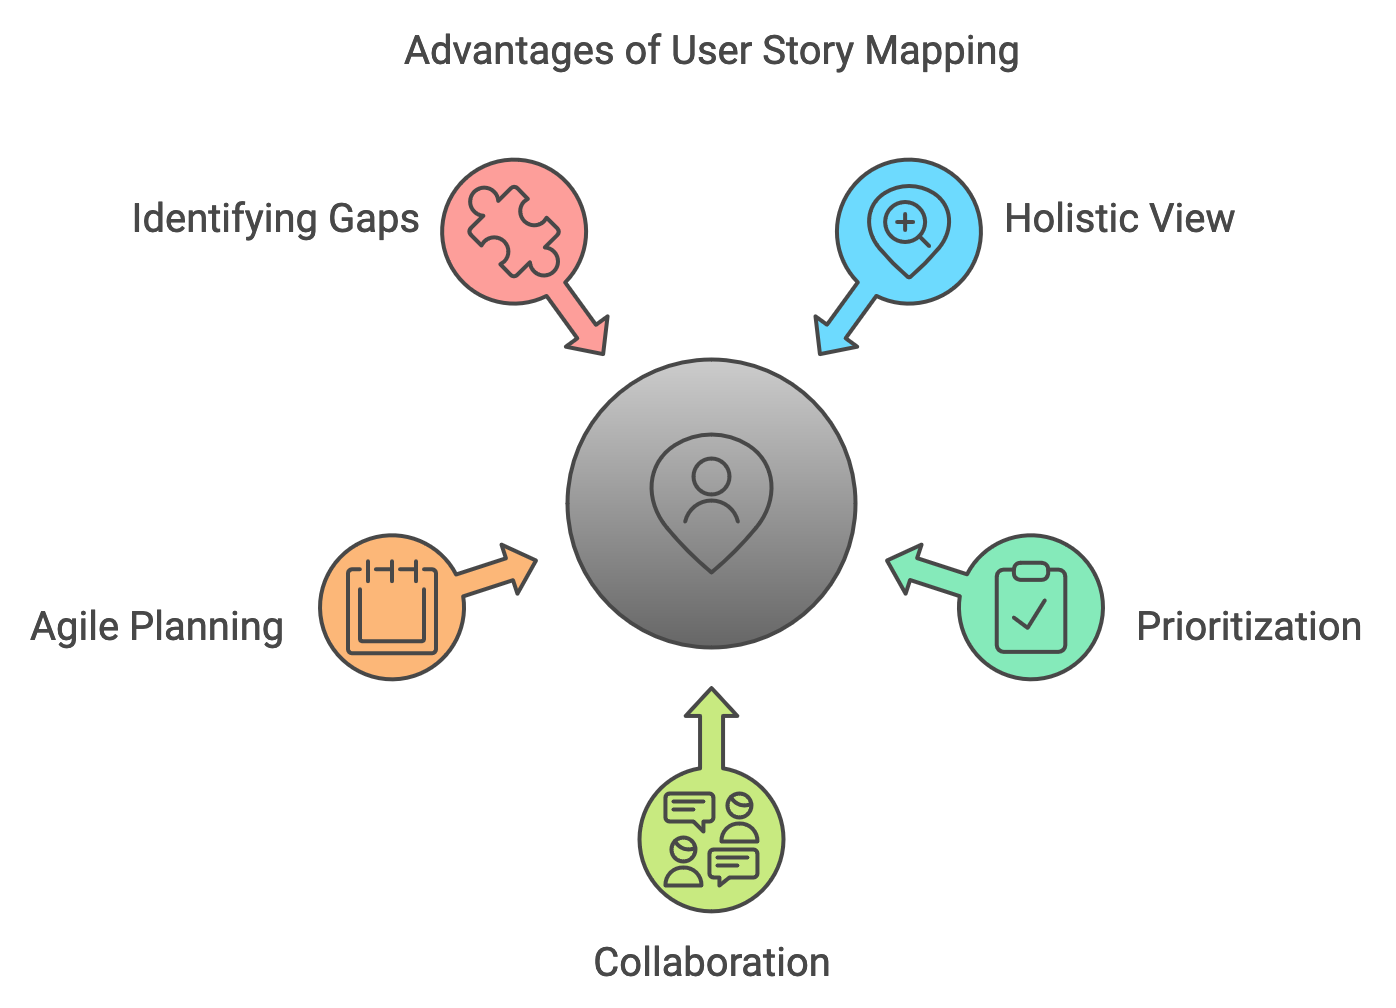 Advantages of User Story Mapping
Identifying Gaps
Holistic View
Agile Planning
Prioritization
Collaboration